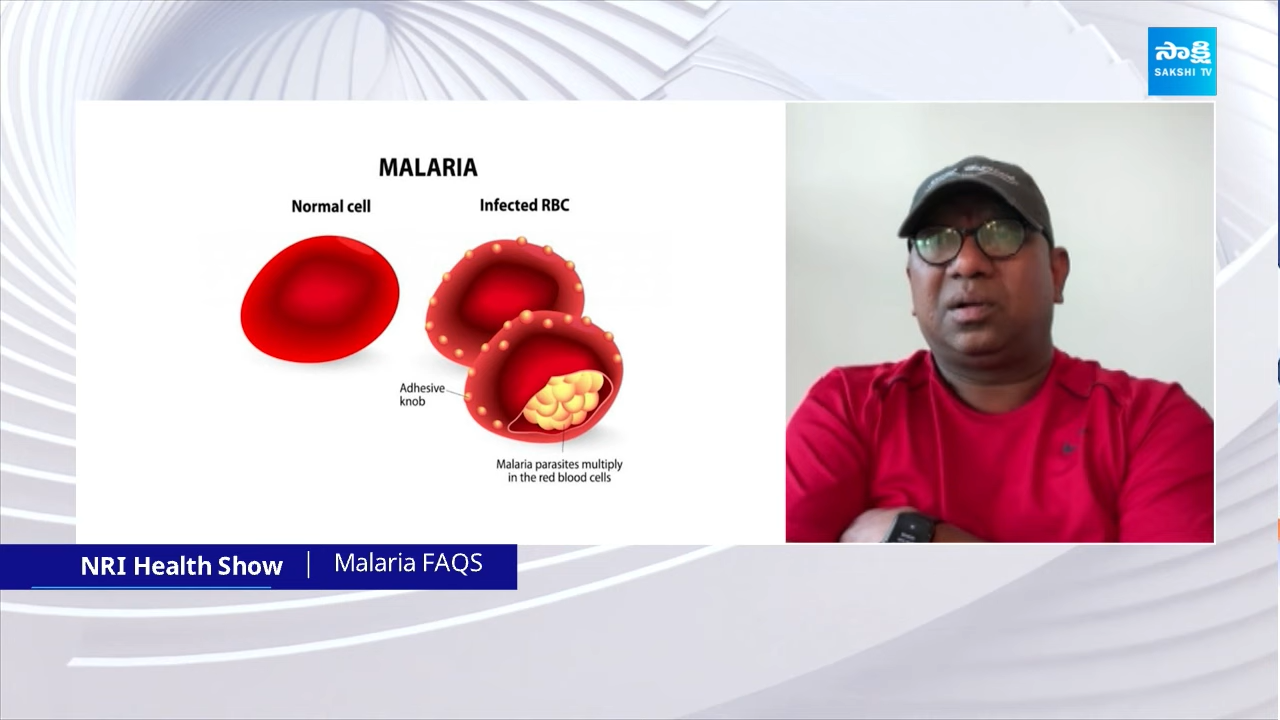 సాక్షి
SAKSHI TV
MALARIA
Normal cell
Infected RBC
Adhesive
knob
Malaria parasites multiply
in the red blood cells
NRI Health Show | Malaria FAQS